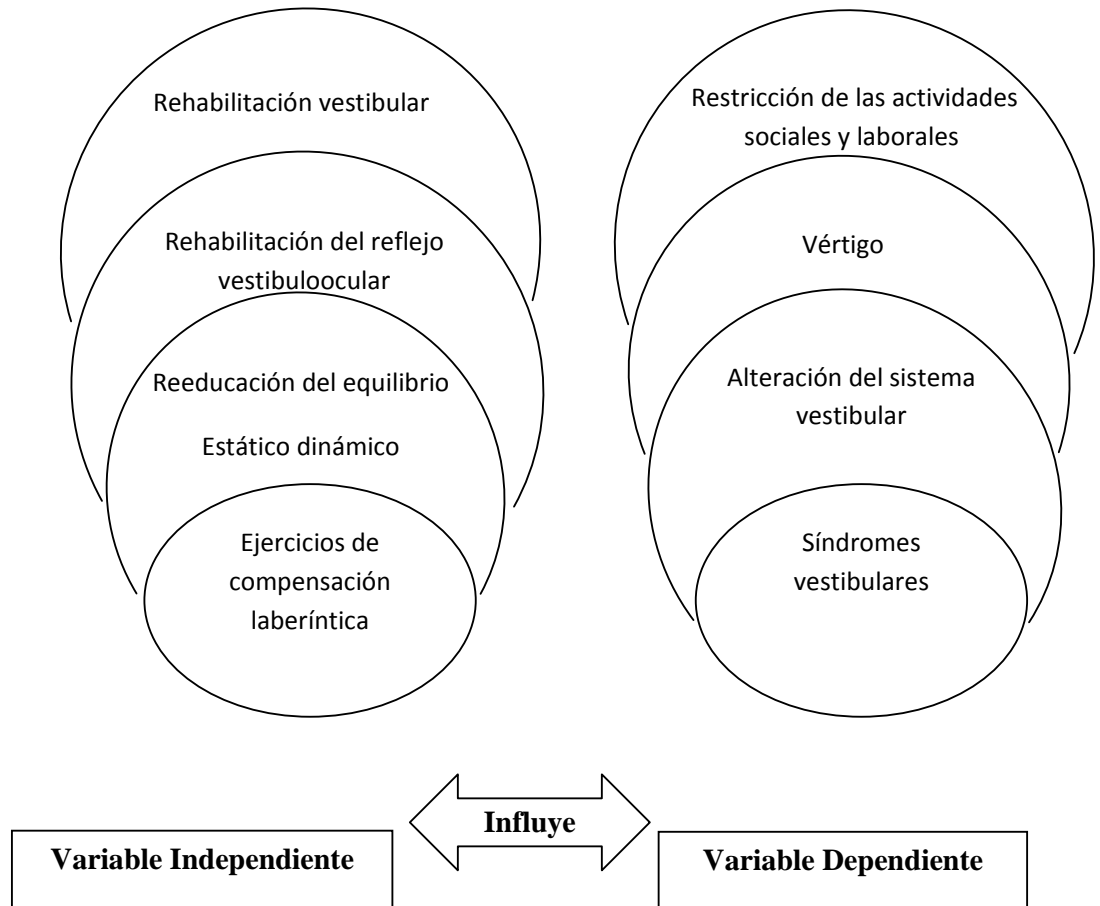 Rehabilitación vestibular
Rehabilitación del reflejo
vestibuloocular
Reeducación del equilibrio
Estático dinámico
Ejercicios de
compensación
laberíntica
Restricción de las actividades
sociales y laborales
Vértigo
Alteración del sistema
vestibular
Síndromes
vestibulares
Influye
Variable Independiente
Variable Dependiente